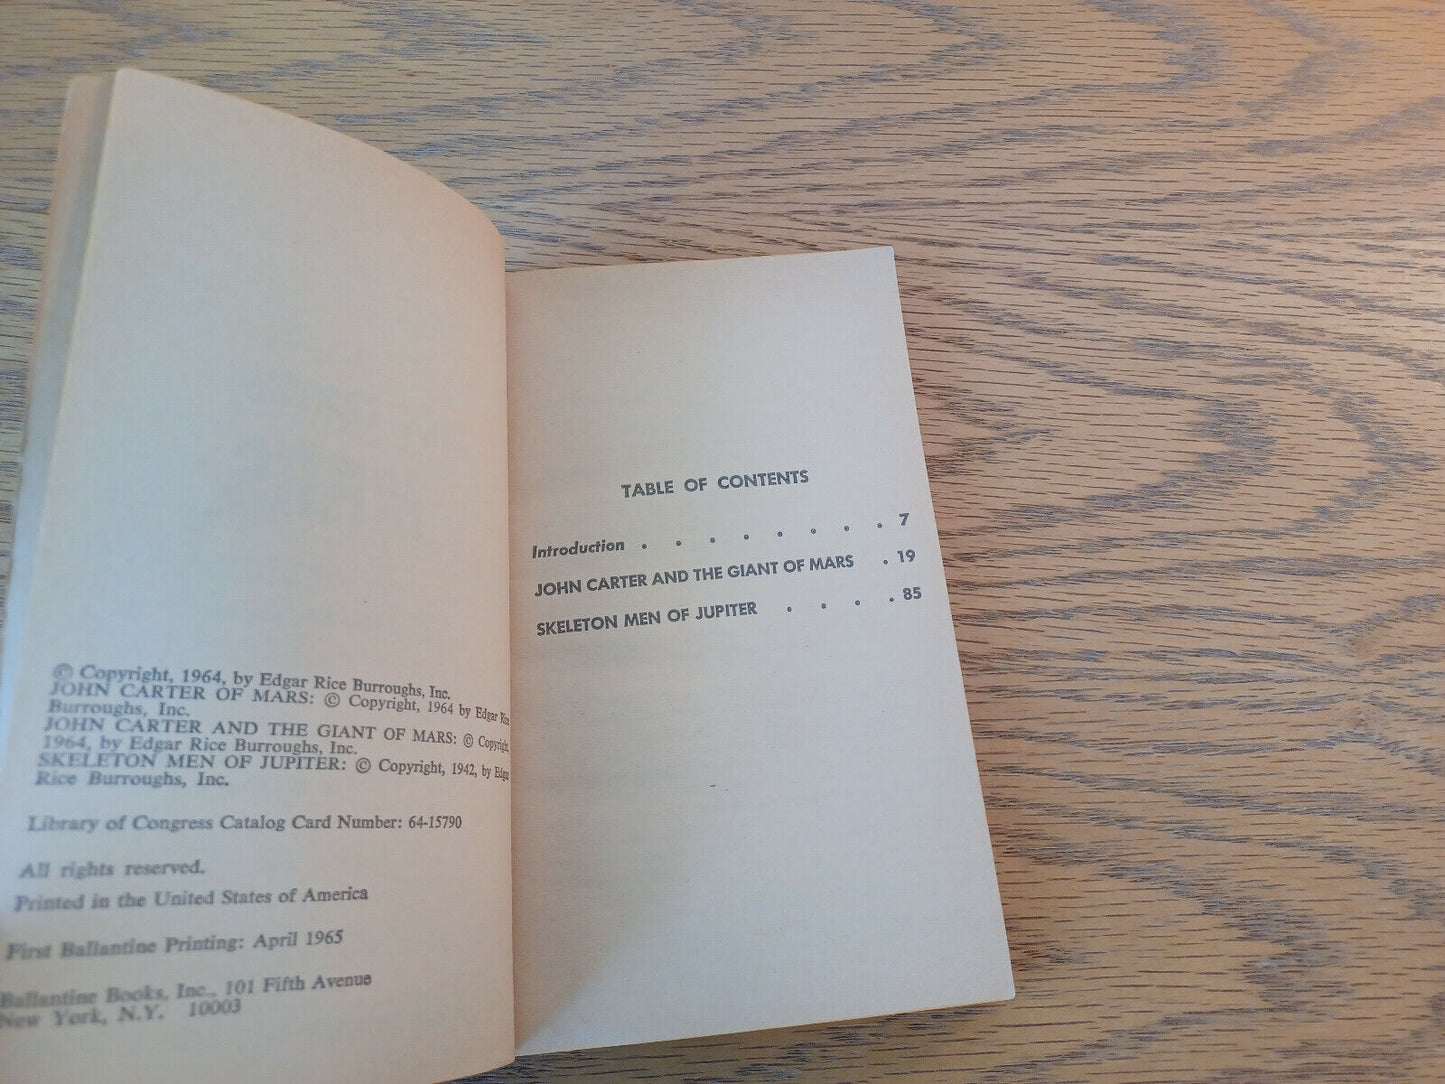 © Copyright, 1964, by Edgar Rice Burroughs, Inc.
JOHN CARTER OF MARS: © Copyright, 1964 by Edgar Rice
Burroughs, Inc.
JOHN CARTER AND THE GIANT OF MARS: © Copyright,
1964, by Edgar Rice Burroughs, Inc.
SKELETON MEN OF JUPITER: © Copyright, 1942, by Edgar
Rice Burroughs, Inc.
Library of Congress Catalog Card Number: 64-15790
All rights reserved.
Printed in the United States of America
First Ballantine Printing: April 1965
Ballantine Books, Inc., 101 Fifth Avenue
New York, N.Y. 10003
TABLE OF CONTENTS
Introduction . . . . . . . . 7
JOHN CARTER AND THE GIANT OF MARS . 19
SKELETON MEN OF JUPITER . . . . 85